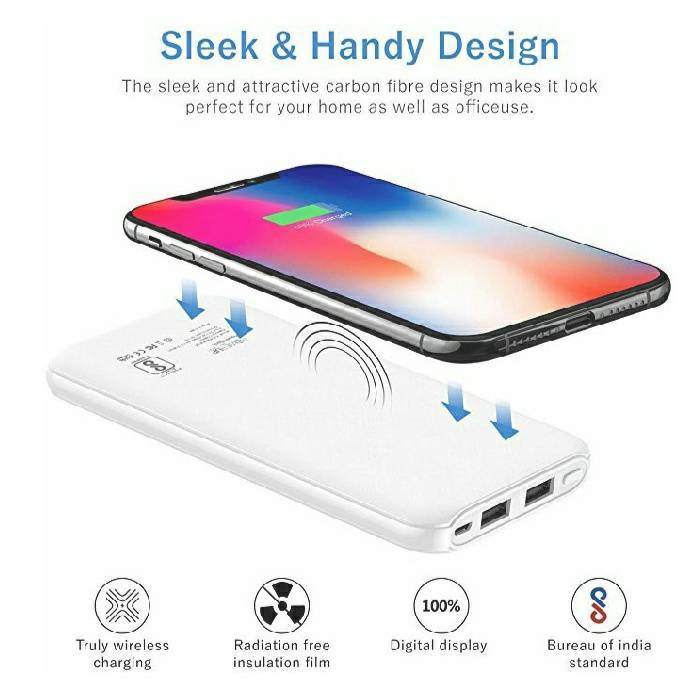 Sleek & Handy Design
The sleek and attractive carbon fibre design makes it look
perfect for your home as well as officeuse.
Charged
100%
Truly wireless
charging
Radiation free
insulation film
Digital display
Bureau of india
standard